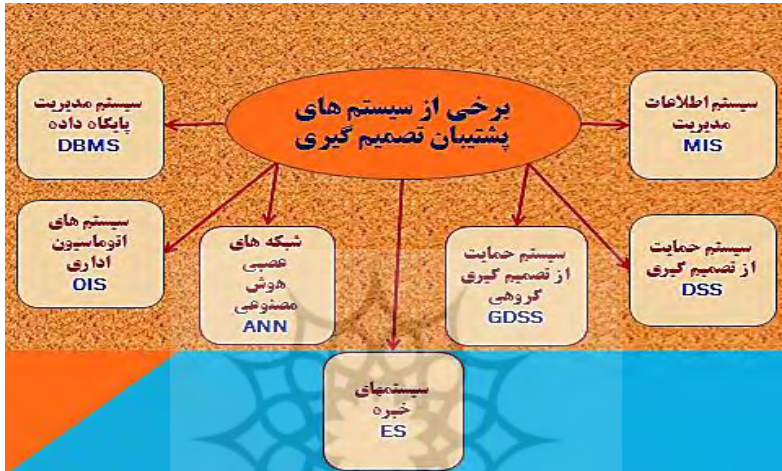 برخی از سیستم های
پشتیبان تصمیم گیری
سیستم اطلاعات
مدیریت
MIS
سیستم مدیریت
پایگاه داده
DBMS
سیستم حمایت
از تصمیم گیری
DSS
سیستم حمایت
از تصمیم گیری
گروهی
GDSS
شبکه های
عصبی
هوش
مصنوعی
ANN
سیستم های
اتوماسیون
اداری
OIS
سیستمهای
خبره
ES